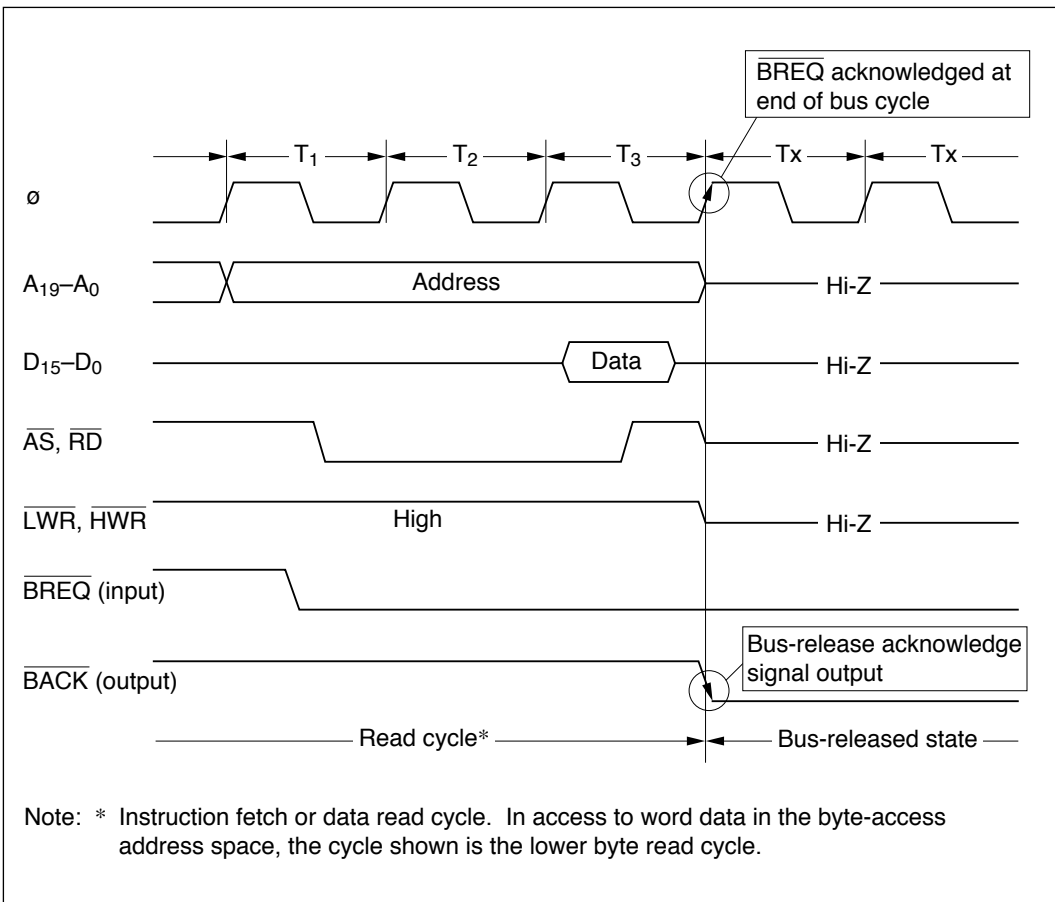 BREQ acknowledged at
end of bus cycle
T1 T2 T3 Tx Tx
ø
A19–A0 Address Hi-Z
D15–D0 Data Hi-Z
AS, RD Hi-Z
LWR, HWR High Hi-Z
BREQ (input)
Bus-release acknowledge
signal output
BACK (output)
Read cycle* Bus-released state
Note: * Instruction fetch or data read cycle. In access to word data in the byte-access
address space, the cycle shown is the lower byte read cycle.